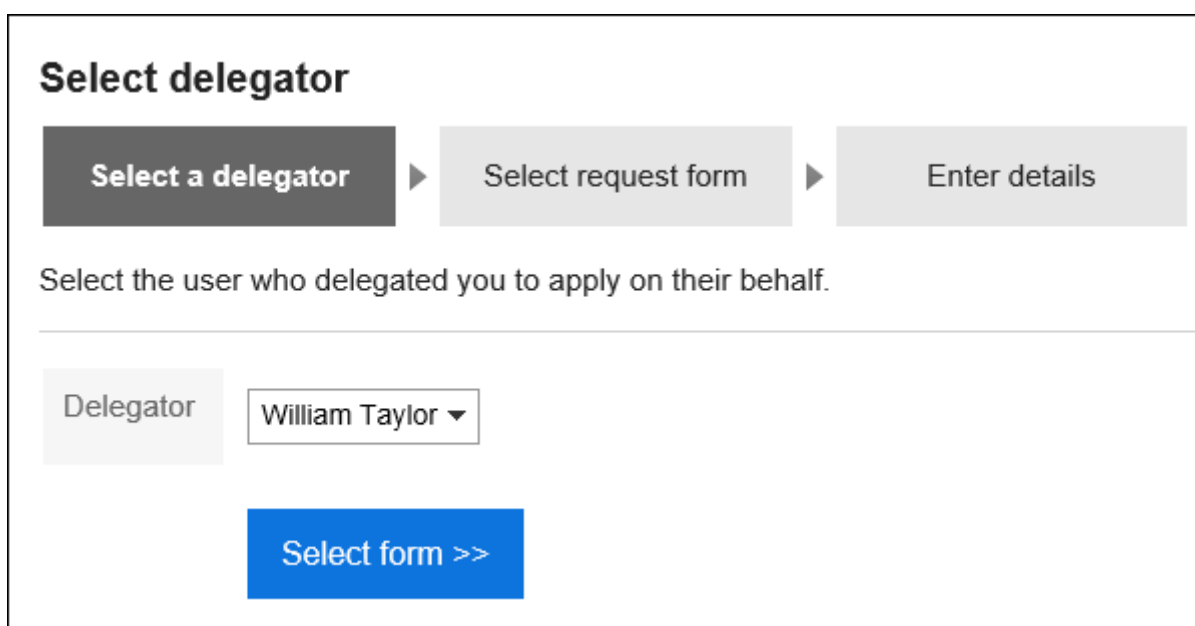 Select delegator
Select a delegator
Select request form
Enter details
Select the user who delegated you to apply on their behalf.
Delegator
William Taylor
Select form >>